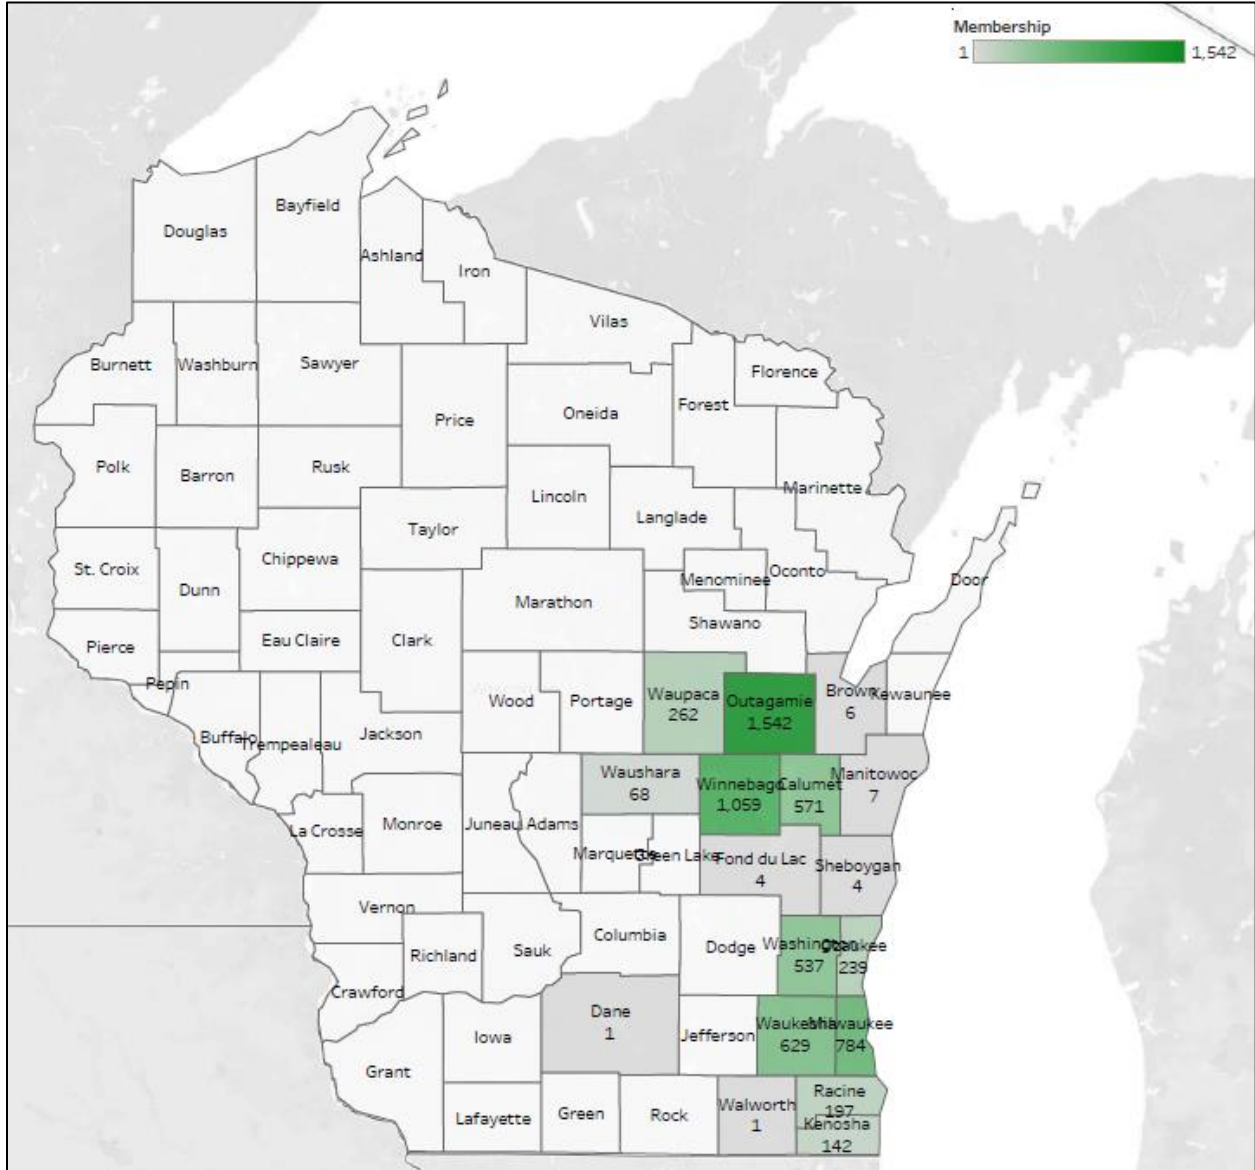 Membership
1 1,542
Bayfield
Douglas
Ashland
Iron
Vilas
Burnett
Washburn
Sawyer
Florence
Forest
Oneida
Price
Polk
Barron
Rusk
Lincoln
Marinette
Langlade
Taylor
Chippewa
St. Croix
Dunn
Menominee
Oconto
Door
Marathon
Shawano
Eau Claire
Clark
Pierce
Pepin
Waupaca
262
Outagamie
1,542
Brown
6
Kewaunee
Wood
Portage
Buffalo
Trempealeau
Jackson
Waushara
68
Winnebago
1,059
Calumet
571
Manitowoc
7
La Crosse
Monroe
Juneau
Adams
Marquette
Green Lake
Fond du Lac
4
Sheboygan
4
Vernon
Richland
Sauk
Columbia
Dodge
Washington
537
Ozaukee
239
Crawford
Dane
1
Jefferson
Waukesha
629
Milwaukee
784
Iowa
Grant
Lafayette
Green
Rock
Walworth
1
Racine
197
Kenosha
142